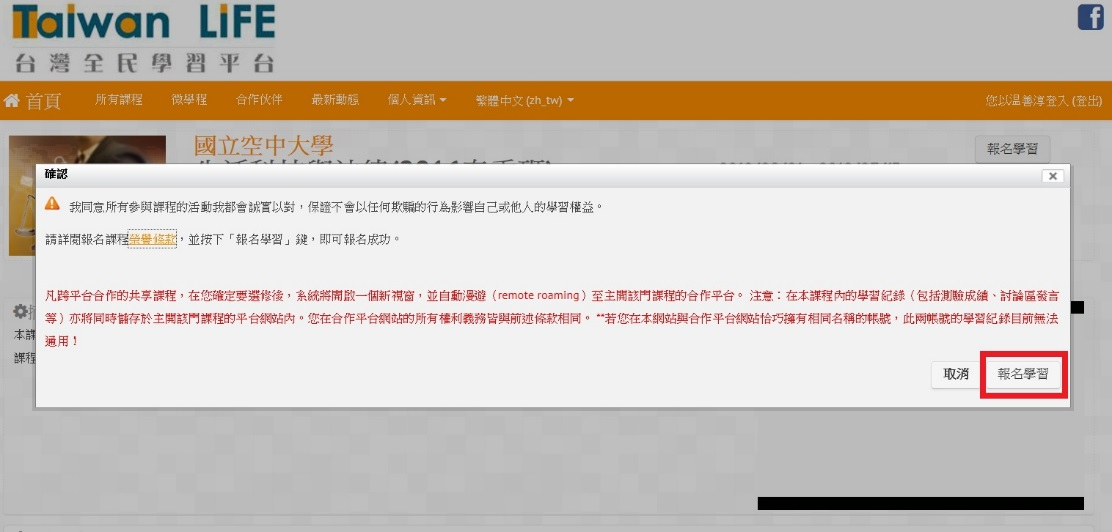 Taiwan LiFE
台灣全民學習平台
首頁 所有課程 微學程 合作伙伴 最新動態 個人資訊 繁體中文 (zh_tw) 您以溫善淳登入 (登出)
國立空中大學
報名學習
確認
我同意所有參與課程的活動我都會誠實以對，保證不會以任何欺騙的行為影響自己或他人的學習權益。
請詳閱報名課程榮譽條款，並按下「報名學習」鍵，即可報名成功。
凡跨平台合作的共享課程，在您確定要選修後，系統將開啟一個新視窗，並自動漫遊（remote roaming）至主開該門課程的合作平台。 注意：在本課程內的學習紀錄（包括測驗成績、討論區發言
等）亦將同時儲存於主開該門課程的平台網站內。您在合作平台網站的所有權利義務皆與前述條款相同。 **若您在本網站與合作平台網站恰巧擁有相同名稱的帳號，此兩帳號的學習紀錄目前無法
通用！
本課
課程
取消 報名學習